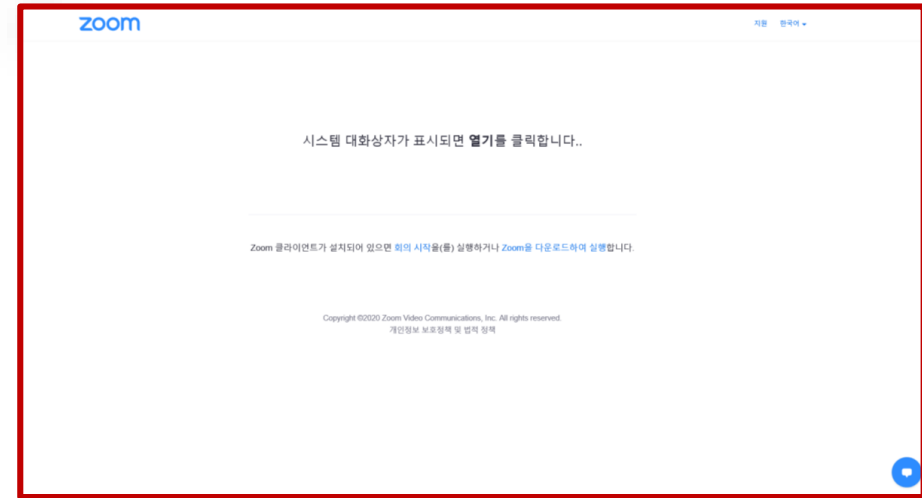 zoom
지원 한국어
시스템 대화상자가 표시되면 열기를 클릭합니다..
Zoom 클라이언트가 설치되어 있으면 회의 시작을(를) 실행하거나 Zoom을 다운로드하여 실행합니다.
Copyright ©2020 Zoom Video Communications, Inc. All rights reserved.
개인정보 보호정책 및 법적 정책